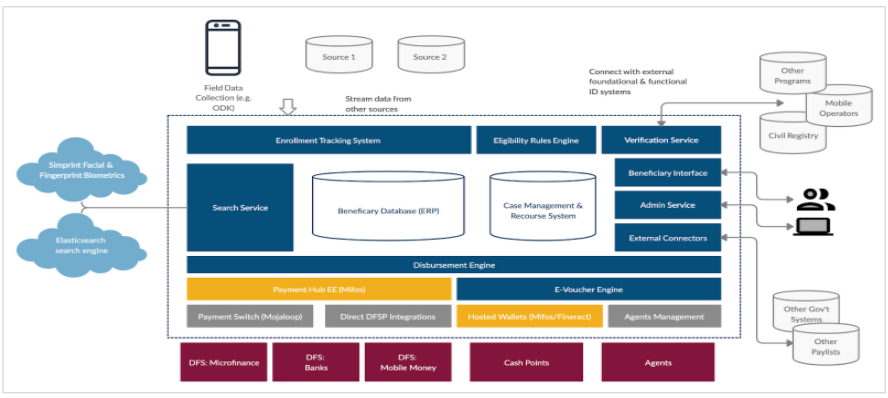 Source 1
Source 2
Field Data
Collection (e.g.
ODK)
Stream data from
other sources
Connect with external
foundational & functional
ID systems
Other
Programs
Mobile
Operators
Civil Registry
Simprint Facial &
Fingerprint Biometrics
Elasticsearch
search engine
Enrollment Tracking System
Eligibility Rules Engine
Verification Service
Search Service
Beneficary Database (ERP)
Case Management &
Recourse System
Beneficiary Interface
Admin Service
External Connectors
Disbursement Engine
Payment Hub EE (Mifos)
E-Voucher Engine
Payment Switch (Mojaloop)
Direct DFSP Integrations
Hosted Wallets (Mifos/Fineract)
Agents Management
Other Gov't
Systems
Other
Paylists
DFS: Microfinance
DFS:
Banks
DFS:
Mobile Money
Cash Points
Agents